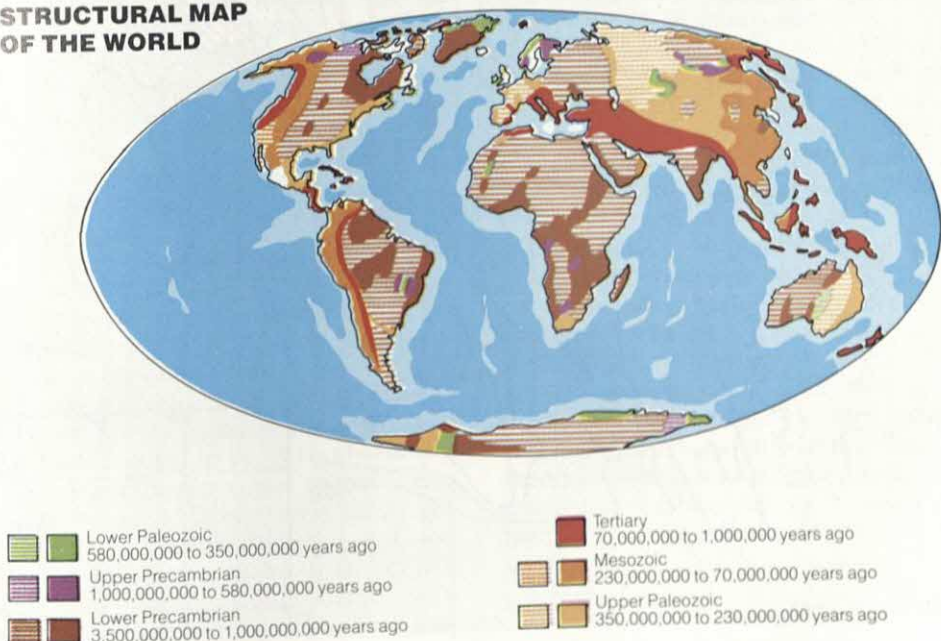 STRUCTURAL MAP
OF THE WORLD
Lower Paleozoic
580,000,000 to 350,000,000 years ago
Upper Precambrian
1,000,000,000 to 580,000,000 years ago
Lower Precambrian
3,500,000,000 to 1,000,000,000 years ago
Tertiary
70,000,000 to 1,000,000 years ago
Mesozoic
230,000,000 to 70,000,000 years ago
Upper Paleozoic
350,000,000 to 230,000,000 years ago